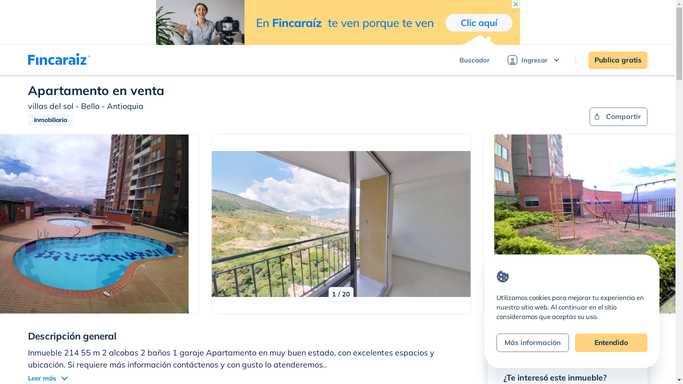 En Fincaraíz te ven porque te ven
Clic aquí
Fincaraíz
Buscador
Ingresar
Publica gratis
Apartamento en venta
villas del sol - Bello - Antioquia
Inmobiliaria
Compartir
1 / 20
Descripción general
Inmueble 214 55 m 2 alcobas 2 baños 1 garaje Apartamento en muy buen estado, con excelentes espacios y
ubicación. Si requiere más información contáctenos y con gusto lo atenderemos..
Leer más
Utilizamos cookies para mejorar tu experiencia en
nuestro sitio web. Al continuar en el sitio
consideramos que aceptas su uso.
Más información
Entendido
¿Te interesó este inmueble?